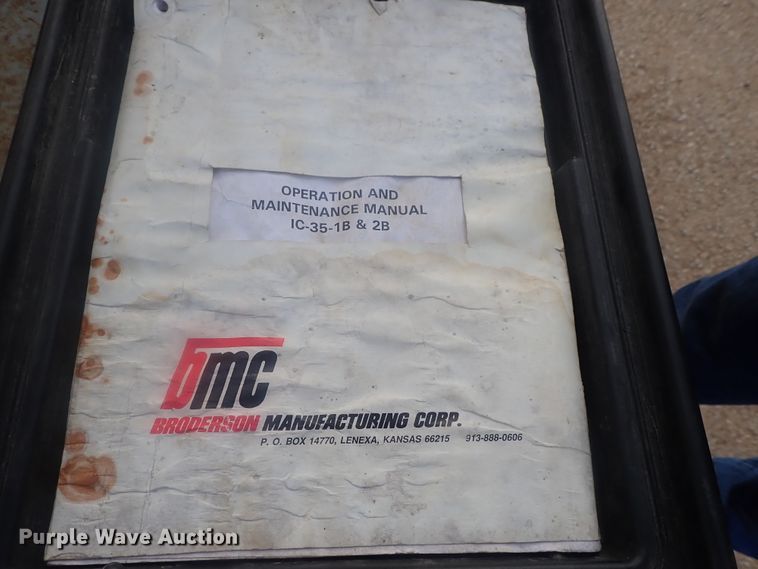 OPERATION AND
MAINTENANCE MANUAL
IC-35-1B & 2B
bmc
BRODERSON MANUFACTURING CORP.
P. O. BOX 14770, LENEXA, KANSAS 66215 913-888-0606
Purple Wave Auction